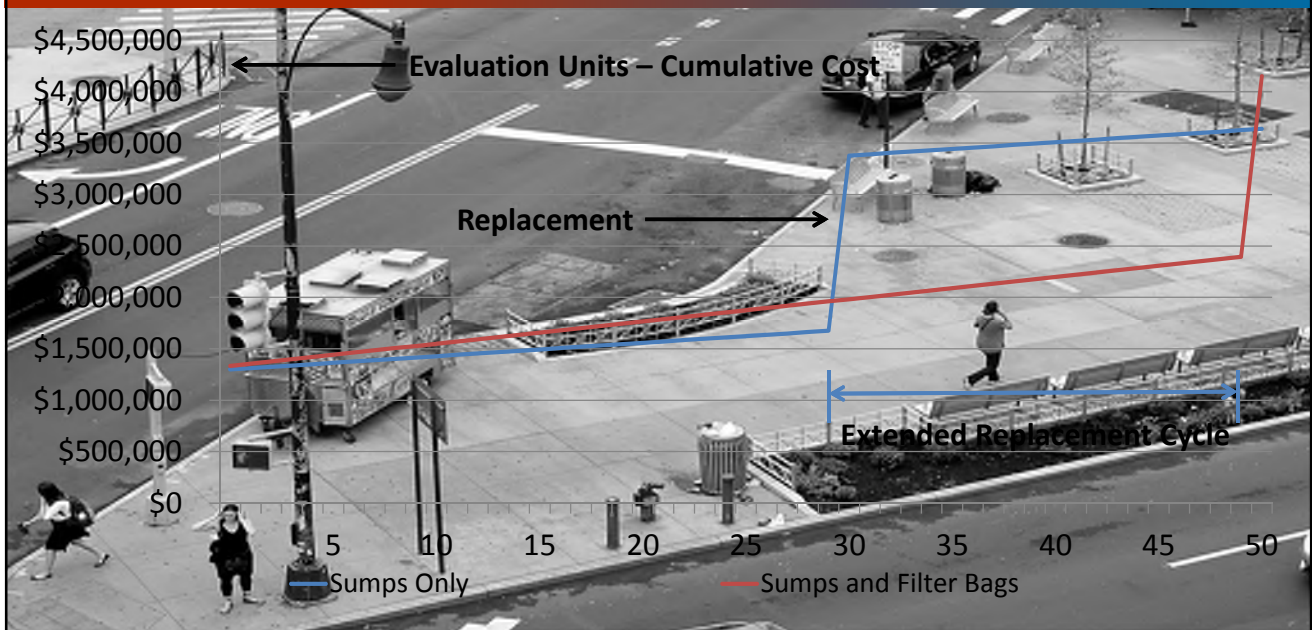 $4,500,000
Evaluation Units – Cumulative Cost
$4,000,000
$3,500,000
$3,000,000
Replacement
$2,500,000
$2,000,000
$1,500,000
$1,000,000
Extended Replacement Cycle
$500,000
$0
5 10 15 20 25 30 35 40 45 50
Sumps Only Sumps and Filter Bags
STOP